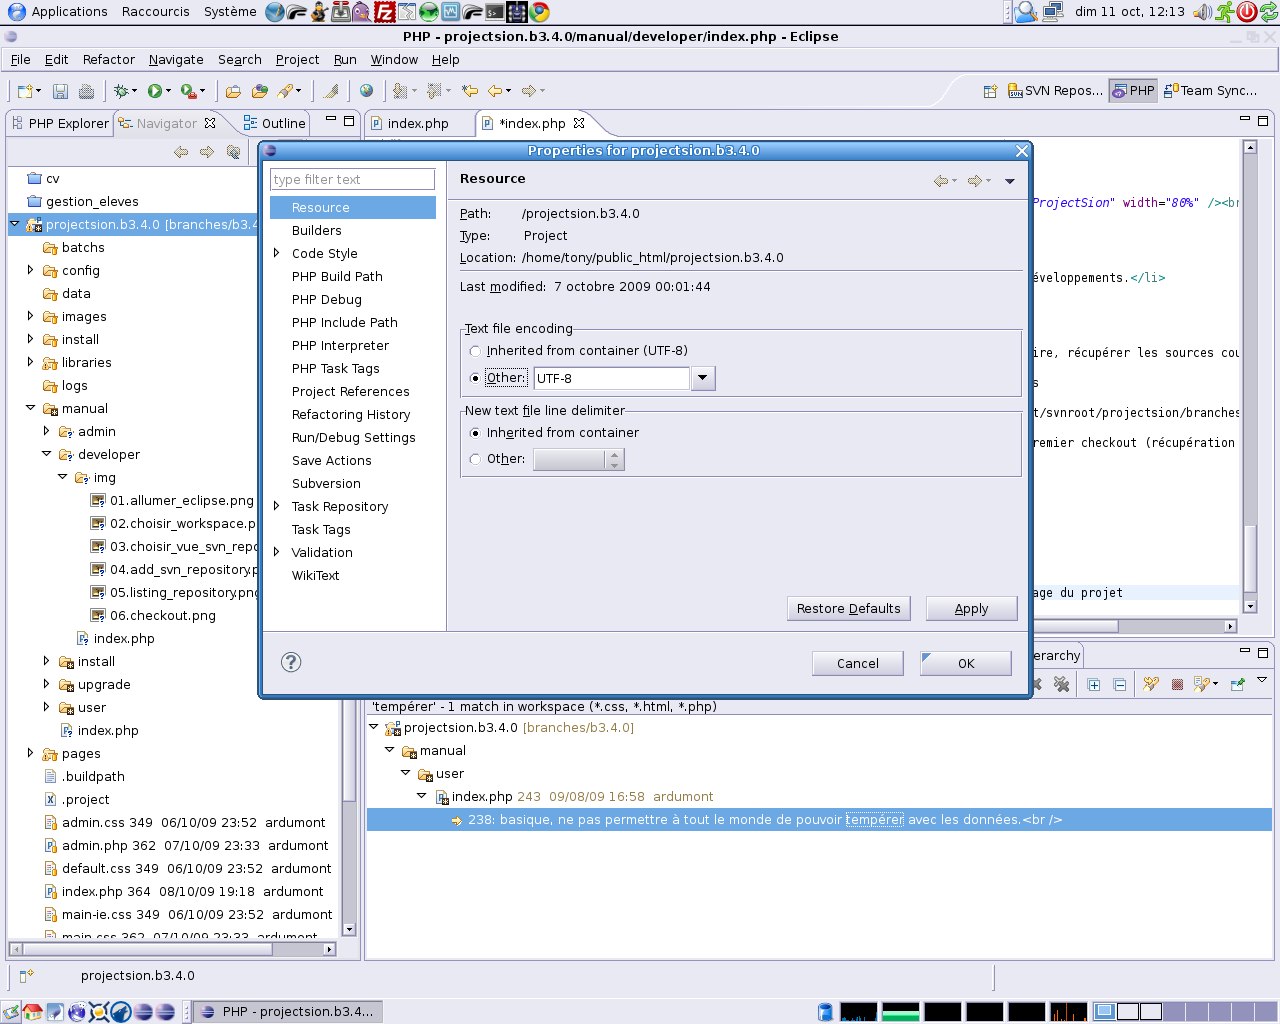 Applications Raccourcis Système dim 11 oct, 12:13
PHP - projectsion.b3.4.0/manual/developer/index.php - Eclipse
File Edit Refactor Navigate Search Project Run Window Help
SVN Repos... PHP Team Sync...
PHP Explorer Navigator Outline
index.php *index.php
cv
gestion_eleves
projectsion.b3.4.0 [branches/b3.4
batchs
config
data
images
install
libraries
logs
manual
admin
developer
img
01.allumer_eclipse.png
02.choisir_workspace.p
03.choisir_vue_svn_repo
04.add_svn_repository.p
05.listing_repository.png
06.checkout.png
index.php
install
upgrade
user
index.php
pages
.buildpath
.project
admin.css 349 06/10/09 23:52 ardumont
admin.php 362 07/10/09 23:33 ardumont
default.css 349 06/10/09 23:52 ardumont
index.php 364 08/10/09 19:18 ardumont
main-ie.css 349 06/10/09 23:52 ardumont
main.css 362 07/10/09 23:33 ardumont
Properties for projectsion.b3.4.0
type filter text
Resource
Builders
Code Style
PHP Build Path
PHP Debug
PHP Include Path
PHP Interpreter
PHP Task Tags
Project References
Refactoring History
Run/Debug Settings
Save Actions
Subversion
Task Repository
Task Tags
Validation
WikiText
Resource
Path: /projectsion.b3.4.0
Type: Project
Location: /home/tony/public_html/projectsion.b3.4.0
Last modified: 7 octobre 2009 00:01:44
Text file encoding
Inherited from container (UTF-8)
Other: UTF-8
New text file line delimiter
Inherited from container
Other:
Restore Defaults Apply
Cancel OK
ProjectSion" width="80%" /><br
éveloppements.</li>
ire, récupérer les sources cou
s
t/svnroot/projectsion/branches
remier checkout (récupération
age du projet
erarchy
'tempérer' - 1 match in workspace (*.css, *.html, *.php)
projectsion.b3.4.0 [branches/b3.4.0]
manual
user
index.php 243 09/08/09 16:58 ardumont
238: basique, ne pas permettre à tout le monde de pouvoir tempérer avec les données.<br />
projectsion.b3.4.0
PHP - projectsion.b3.4...